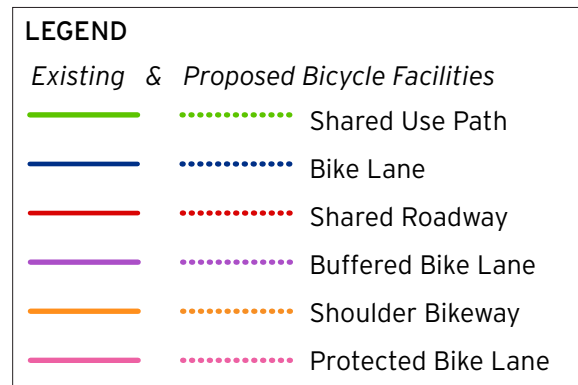 LEGEND
Existing & Proposed Bicycle Facilities
Shared Use Path
Bike Lane
Shared Roadway
Buffered Bike Lane
Shoulder Bikeway
Protected Bike Lane